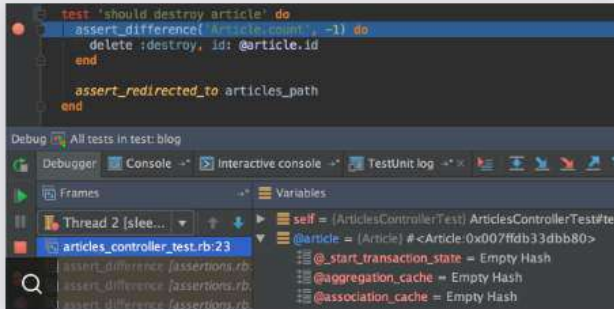 test 'should destroy article' do
assert_difference('Article.count', -1) do
delete :destroy, id: @article.id
end
assert_redirected_to articles_path
end
Debug All tests in test: blog
Debugger Console Interactive console TestUnit log
Frames Variables
Thread 2 [slee... self = {ArticlesControllerTest} ArticlesControllerTest#te
articles_controller_test.rb:23 @article = {Article} #<Article:0x007ffdb33dbb80>
assert_difference [assertions.rb. @_start_transaction_state = Empty Hash
assert_difference [assertions.rb. @aggregation_cache = Empty Hash
assert_difference [assertions.rb. @association_cache = Empty Hash